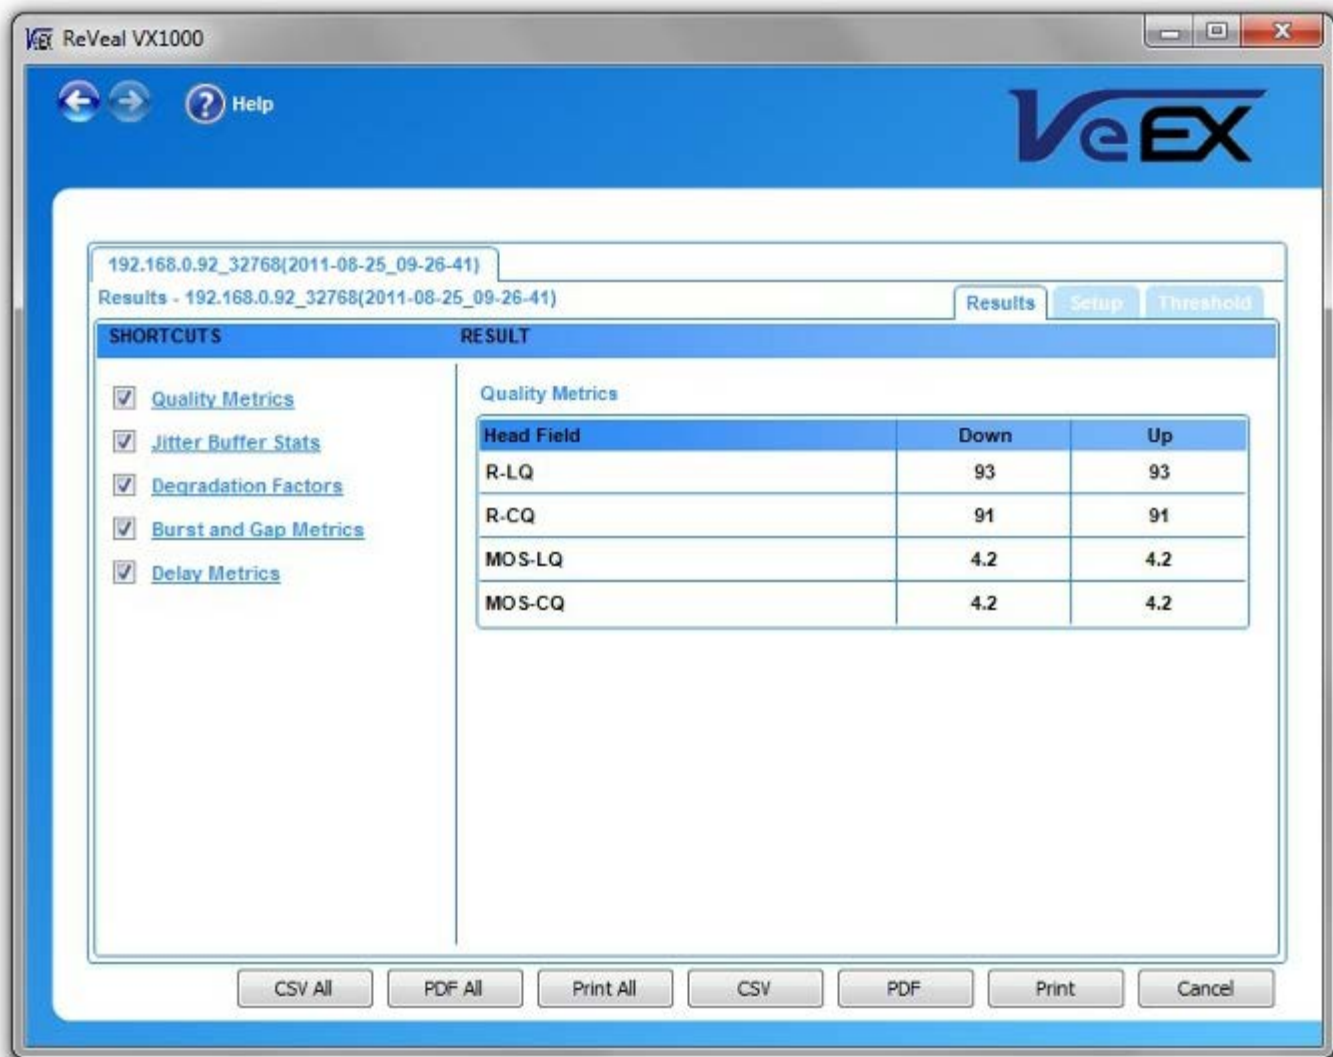 VeEX ReVeal VX1000
Help
VeEX
192.168.0.92_32768(2011-08-25_09-26-41)
Results - 192.168.0.92_32768(2011-08-25_09-26-41)
Results Setup Threshold
SHORTCUTS RESULT
Quality Metrics
Jitter Buffer Stats
Degradation Factors
Burst and Gap Metrics
Delay Metrics
Quality Metrics
Head Field Down Up
R-LQ 93 93
R-CQ 91 91
MOS-LQ 4.2 4.2
MOS-CQ 4.2 4.2
CSV All PDF All Print All CSV PDF Print Cancel